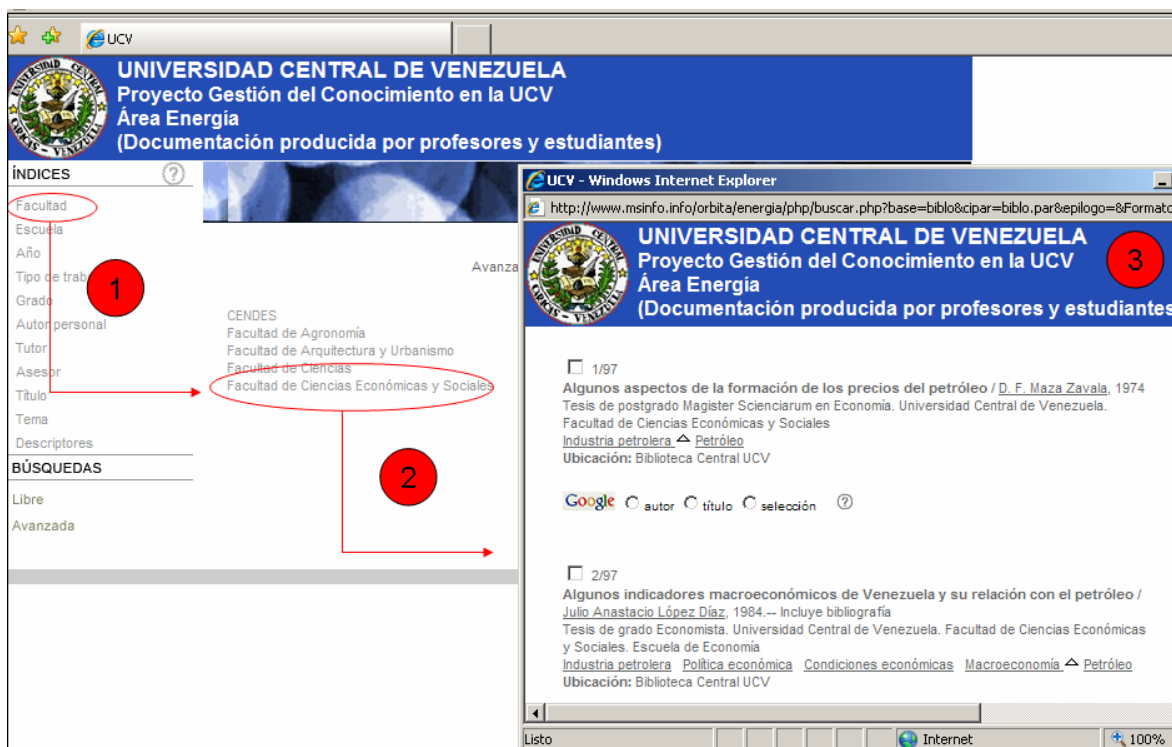 UCV
UNIVERSIDAD CENTRAL DE VENEZUELA
Proyecto Gestión del Conocimiento en la UCV
Área Energía
(Documentación producida por profesores y estudiantes)
ÍNDICES ?
Facultad
Escuela
Año
Tipo de trab
Grado
Autor personal
Tutor
Asesor
Título
Tema
Descriptores
BÚSQUEDAS
Libre
Avanzada
1
Avanza
CENDES
Facultad de Agronomía
Facultad de Arquitectura y Urbanismo
Facultad de Ciencias
Facultad de Ciencias Económicas y Sociales
2
UCV - Windows Internet Explorer
http://www.msinfo.info/orbita/energia/php/buscar.php?base=biblo&cipar=biblo.par&epilogo=&Formato
UNIVERSIDAD CENTRAL DE VENEZUELA
Proyecto Gestión del Conocimiento en la UCV
Área Energía
(Documentación producida por profesores y estudiantes
3
1/97
Algunos aspectos de la formación de los precios del petróleo / D. F. Maza Zavala, 1974
Tesis de postgrado Magister Scienciarum en Economía. Universidad Central de Venezuela.
Facultad de Ciencias Económicas y Sociales
Industria petrolera Petróleo
Ubicación: Biblioteca Central UCV
Google autor título selección ?
2/97
Algunos indicadores macroeconómicos de Venezuela y su relación con el petróleo /
Julio Anastacio López Díaz, 1984.-- Incluye bibliografía
Tesis de grado Economista. Universidad Central de Venezuela. Facultad de Ciencias Económicas
y Sociales. Escuela de Economía
Industria petrolera Política económica Condiciones económicas Macroeconomía Petróleo
Ubicación: Biblioteca Central UCV
Listo Internet 100%